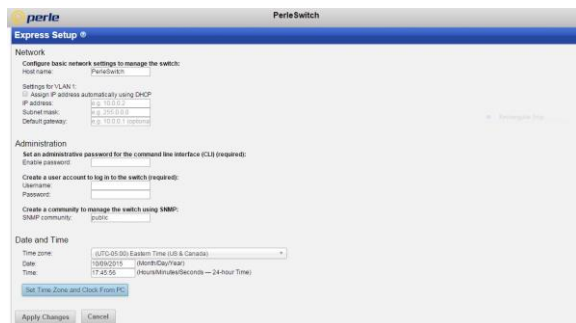 perle
PerleSwitch
Express Setup ®
Network
Configure basic network settings to manage the switch:
Host name: PerleSwitch
Settings for VLAN 1:
Assign IP address automatically using DHCP
IP address: e.g. 10.0.0.2
Subnet mask: e.g. 255.0.0.0
Default gateway: e.g. 10.0.0.1 (optional
Administration
Set an administrative password for the command line interface (CLI) (required):
Enable password:
Create a user account to log in to the switch (required):
Username:
Password:
Create a community to manage the switch using SNMP:
SNMP community: public
Date and Time
Time zone: (UTC-05:00) Eastern Time (US & Canada)
Date: 10/09/2015 (Month/Day/Year)
Time: 17:45:56 (Hours/Minutes/Seconds — 24-hour Time)
Set Time Zone and Clock From PC
Apply Changes Cancel